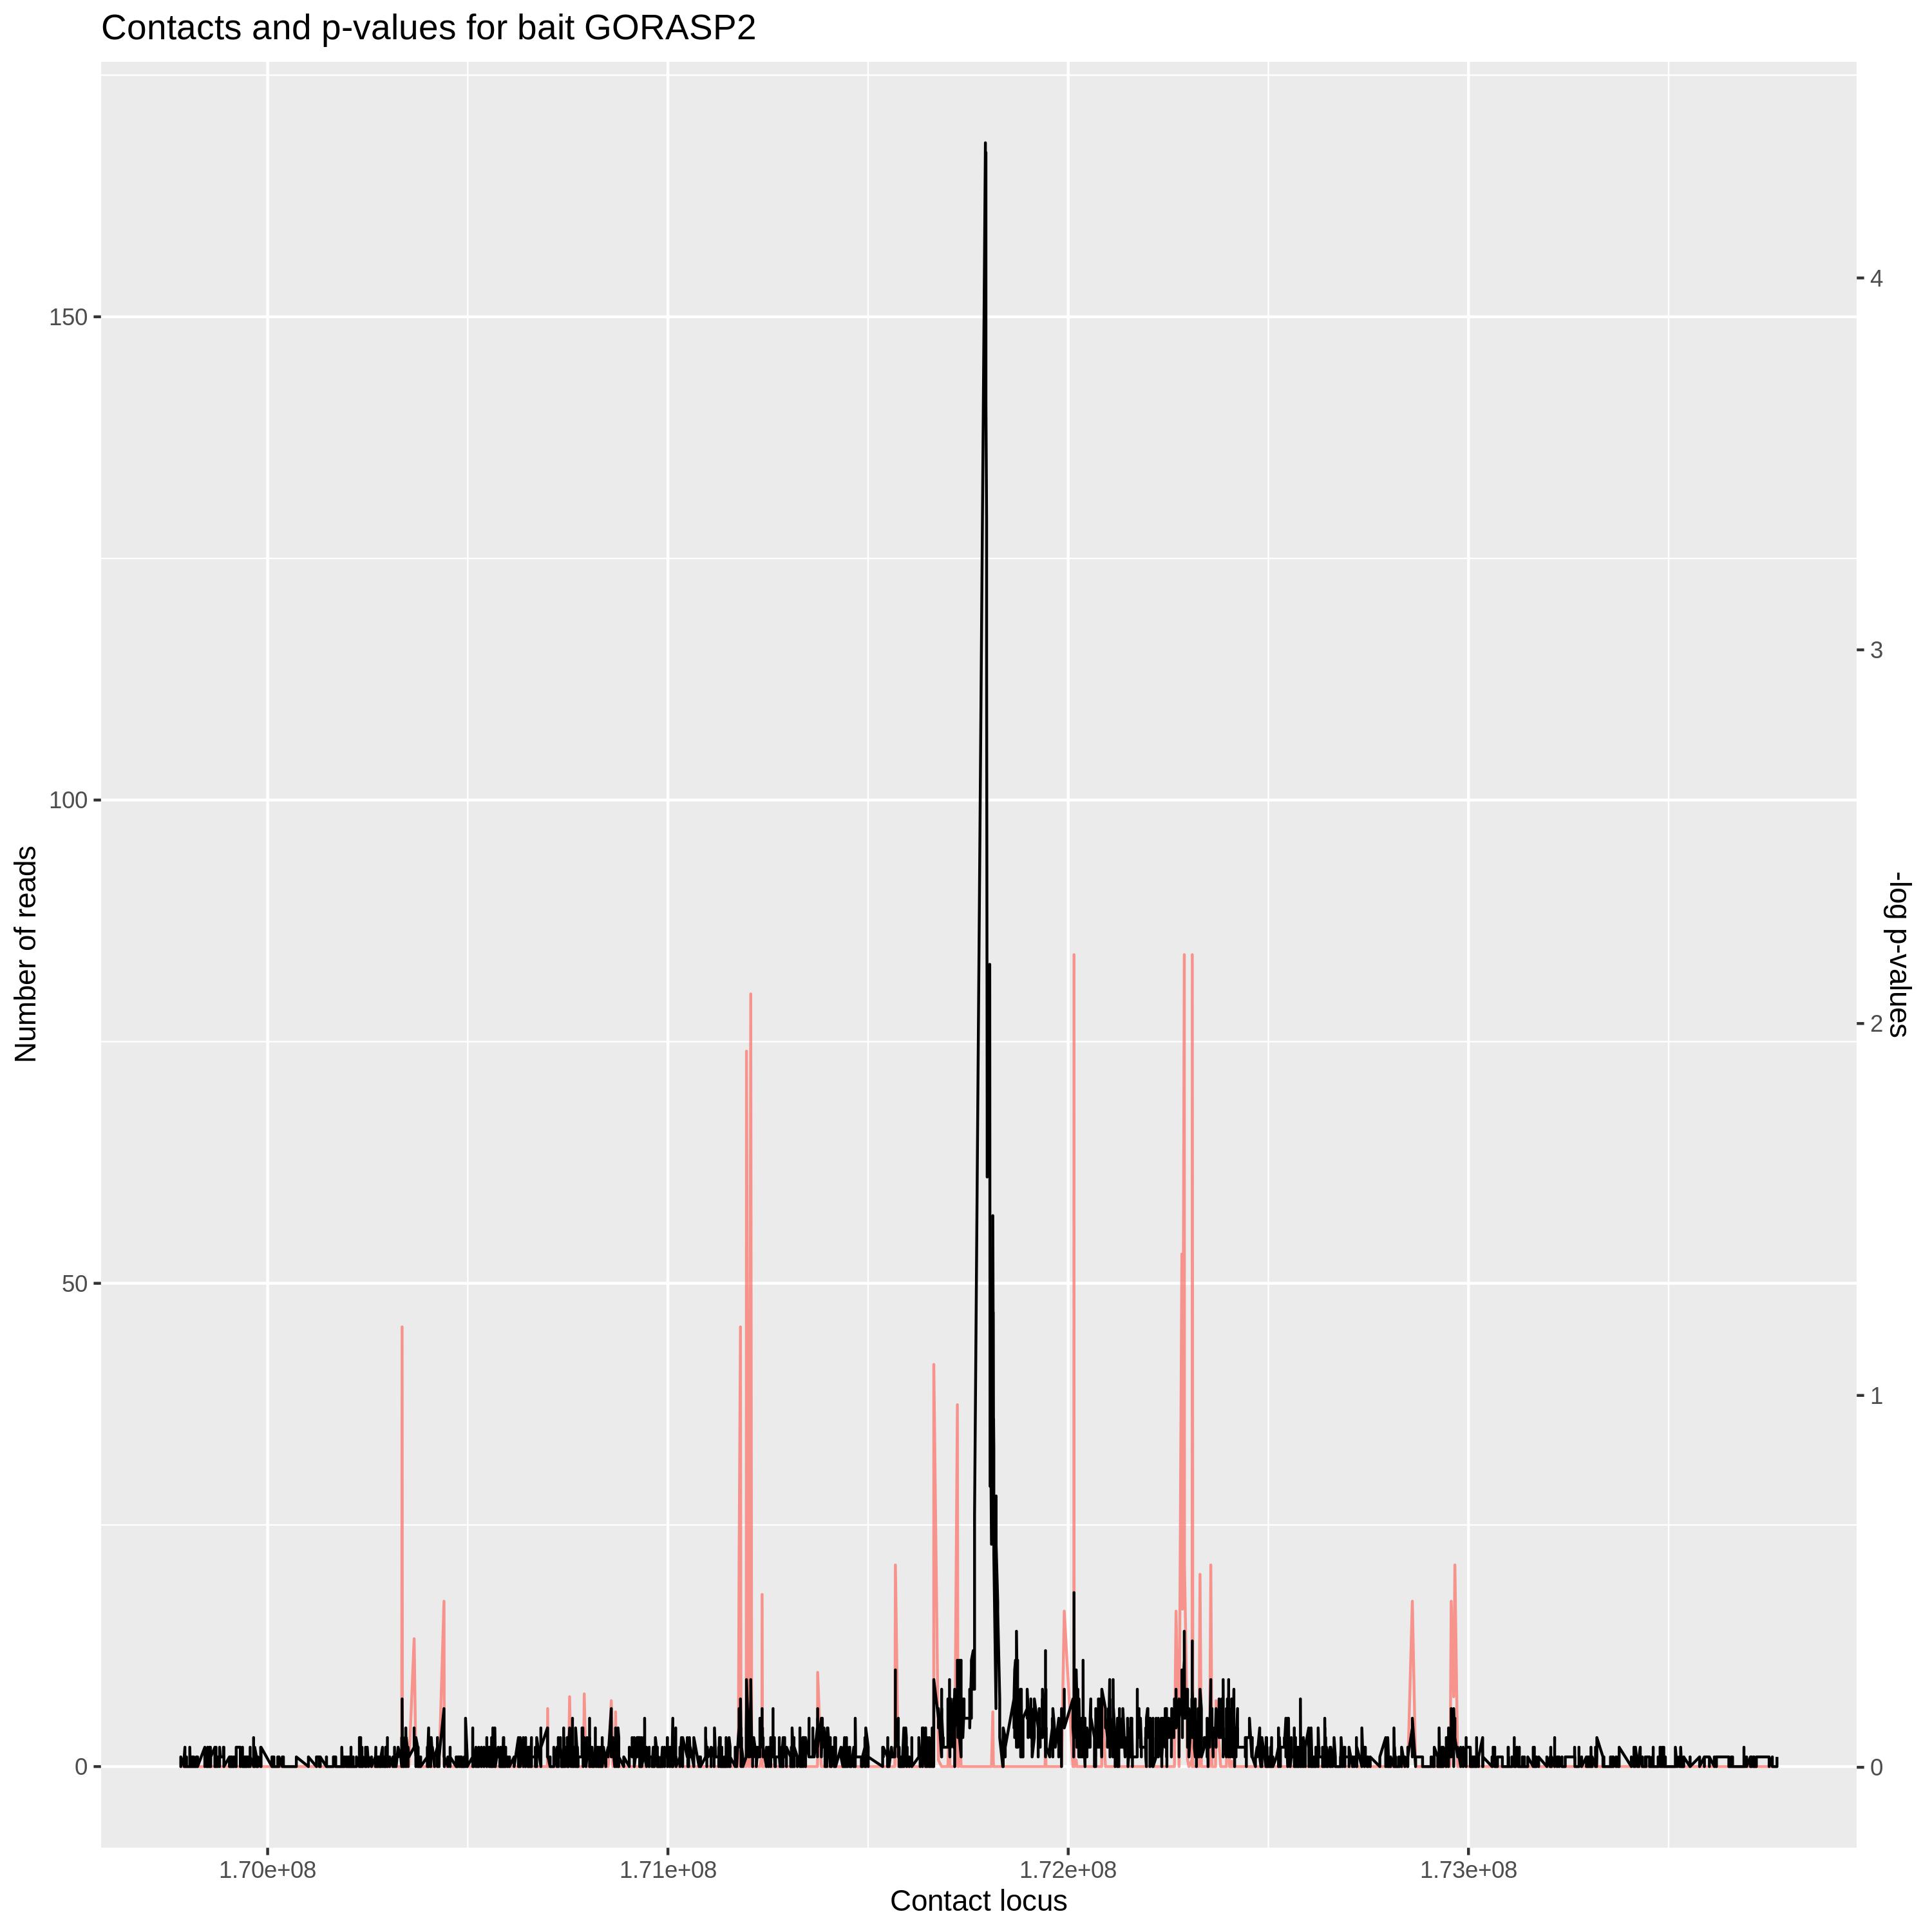 Contacts and p-values for bait GORASP2
Number of reads
150
100
50
0
4
3
2
1
0
-log p-values
1.70e+08
1.71e+08
1.72e+08
1.73e+08
Contact locus